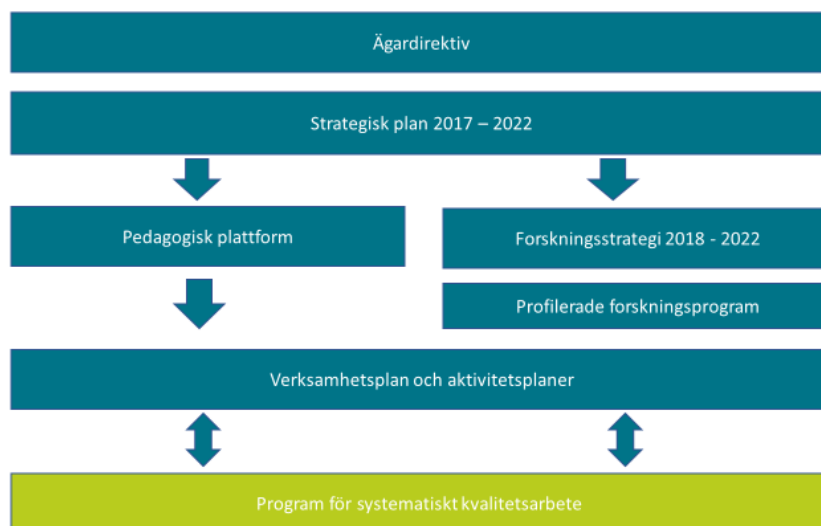 Ägardirektiv
Strategisk plan 2017 – 2022
Pedagogisk plattform
Forskningsstrategi 2018 - 2022
Profilerade forskningsprogram
Verksamhetsplan och aktivitetsplaner
Program för systematiskt kvalitetsarbete